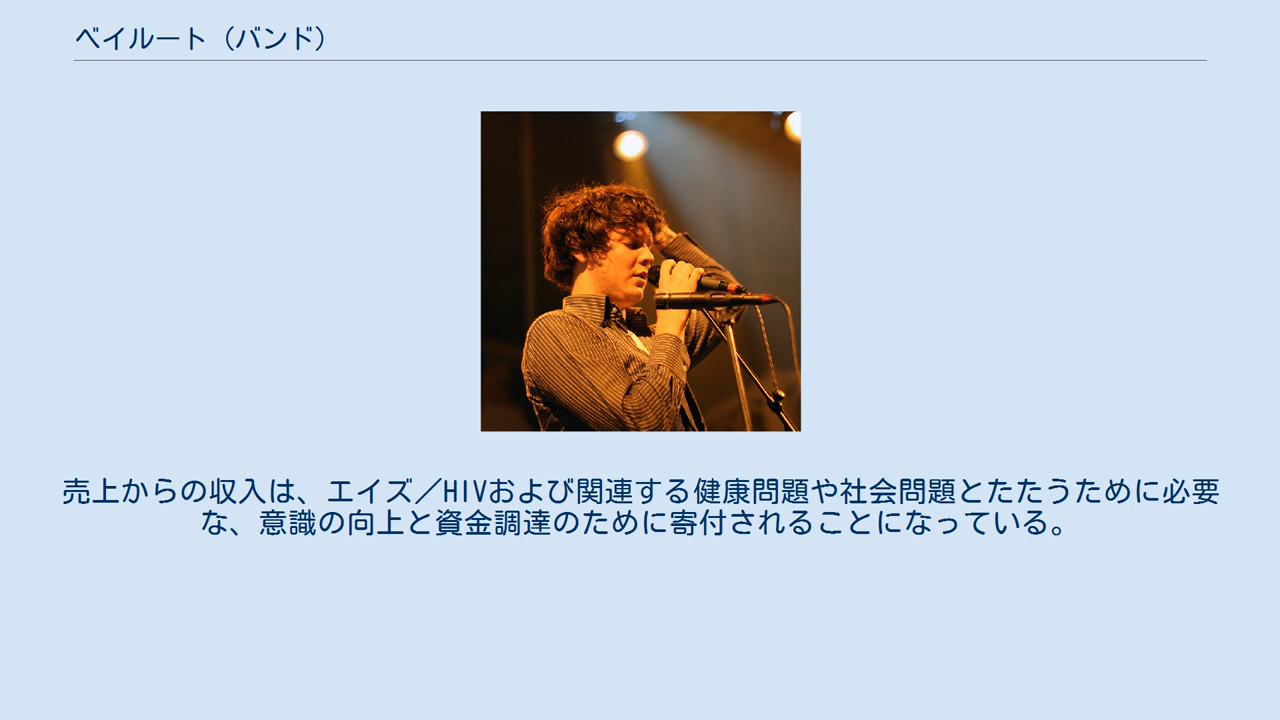 ベイルート（バンド）
売上からの収入は、エイズ／HIVおよび関連する健康問題や社会問題とたたうために必要
な、意識の向上と資金調達のために寄付されることになっている。